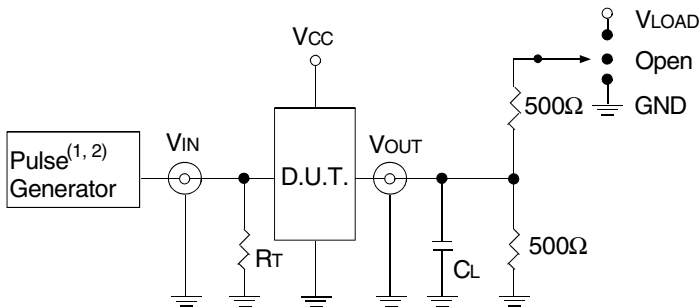 VLOAD
VCC
Open
500Ω
GND
Pulse(1, 2)
Generator
VIN
D.U.T.
VOUT
RT
CL
500Ω